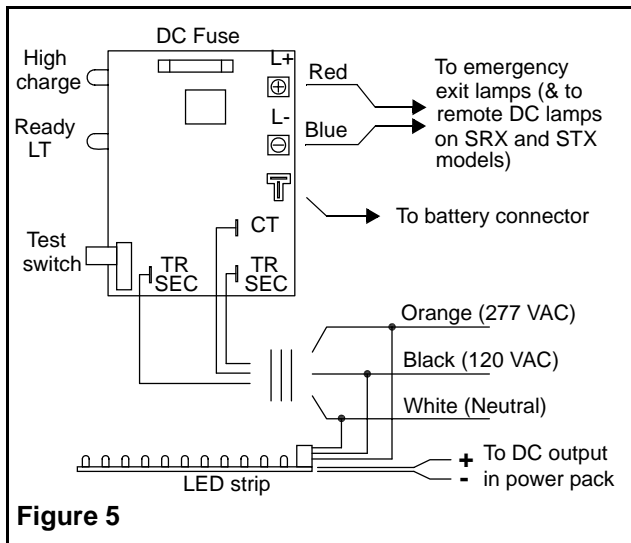 DC Fuse
High
charge
Ready
LT
Test
switch
L+
L-
Red
Blue
To emergency
exit lamps (& to
remote DC lamps
on SRX and STX
models)
To battery connector
CT
TR
SEC
TR
SEC
Orange (277 VAC)
Black (120 VAC)
White (Neutral)
LED strip
+ To DC output
- in power pack
Figure 5